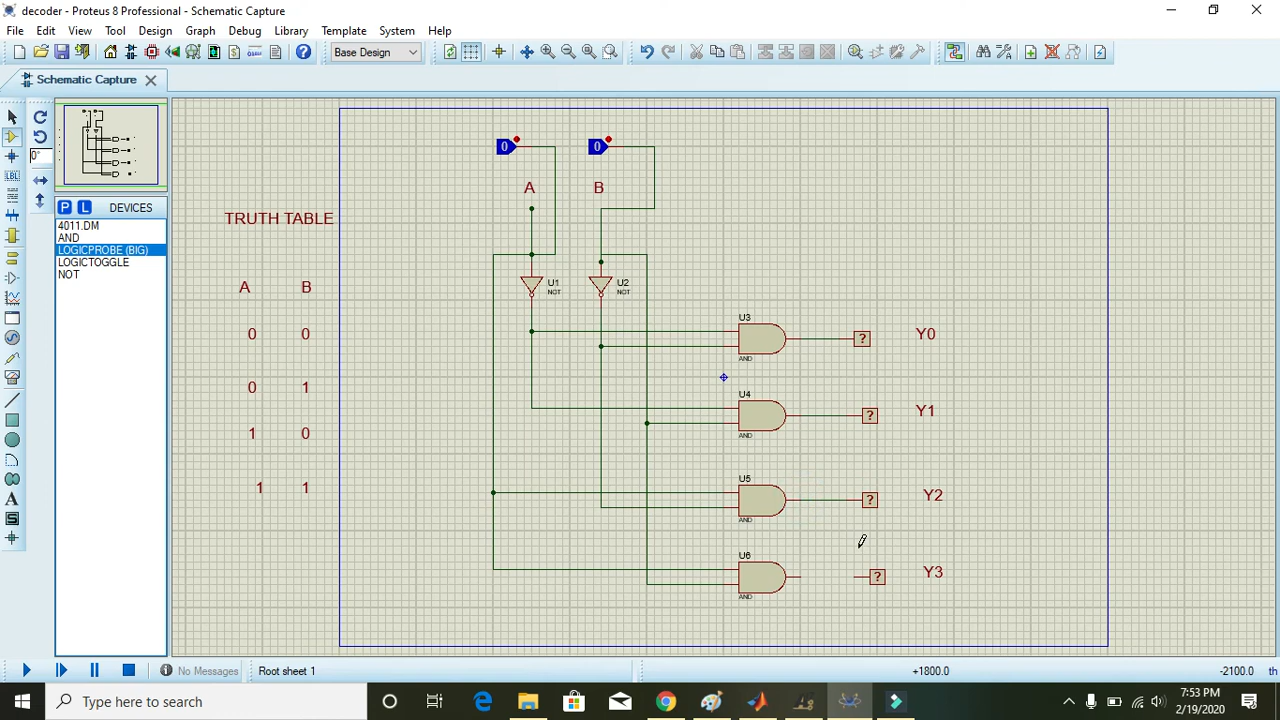 decoder - Proteus 8 Professional - Schematic Capture
File Edit View Tool Design Graph Debug Library Template System Help
Base Design
Schematic Capture
0°
P L DEVICES
4011.DM
AND
LOGICPROBE (BIG)
LOGICTOGGLE
NOT
0 0
A B
TRUTH TABLE
A B
0 0
0 1
1 0
1 1
U1
NOT
U2
NOT
U3
AND
? Y0
U4
AND
? Y1
U5
AND
? Y2
U6
AND
? Y3
No Messages Root sheet 1 +1800.0 -2100.0 th
Type here to search
7:53 PM
2/19/2020